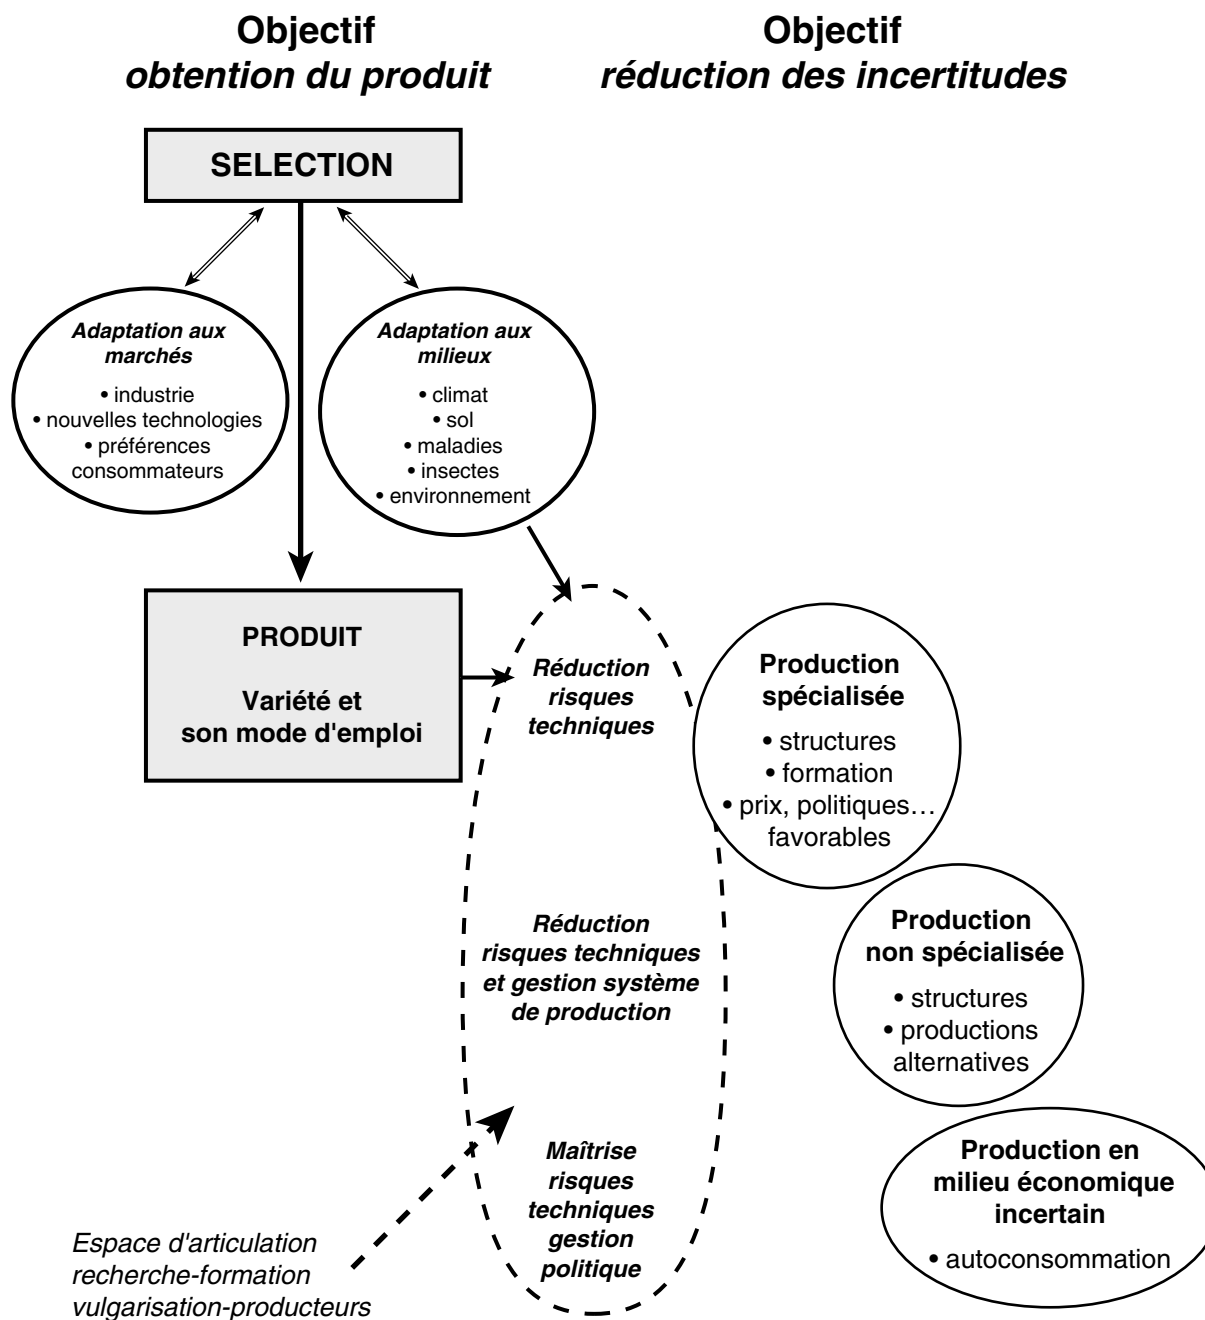 Objectif
obtention du produit
Objectif
réduction des incertitudes
SELECTION
Adaptation aux
marchés
• industrie
• nouvelles technologies
• préférences
consommateurs
Adaptation aux
milieux
• climat
• sol
• maladies
• insectes
• environnement
PRODUIT
Variété et
son mode d'emploi
Réduction
risques
techniques
Production
spécialisée
• structures
• formation
• prix, politiques…
favorables
Réduction
risques techniques
et gestion système
de production
Production
non spécialisée
• structures
• productions
alternatives
Maîtrise
risques
techniques
gestion
politique
Production en
milieu économique
incertain
• autoconsommation
Espace d'articulation
recherche-formation
vulgarisation-producteurs